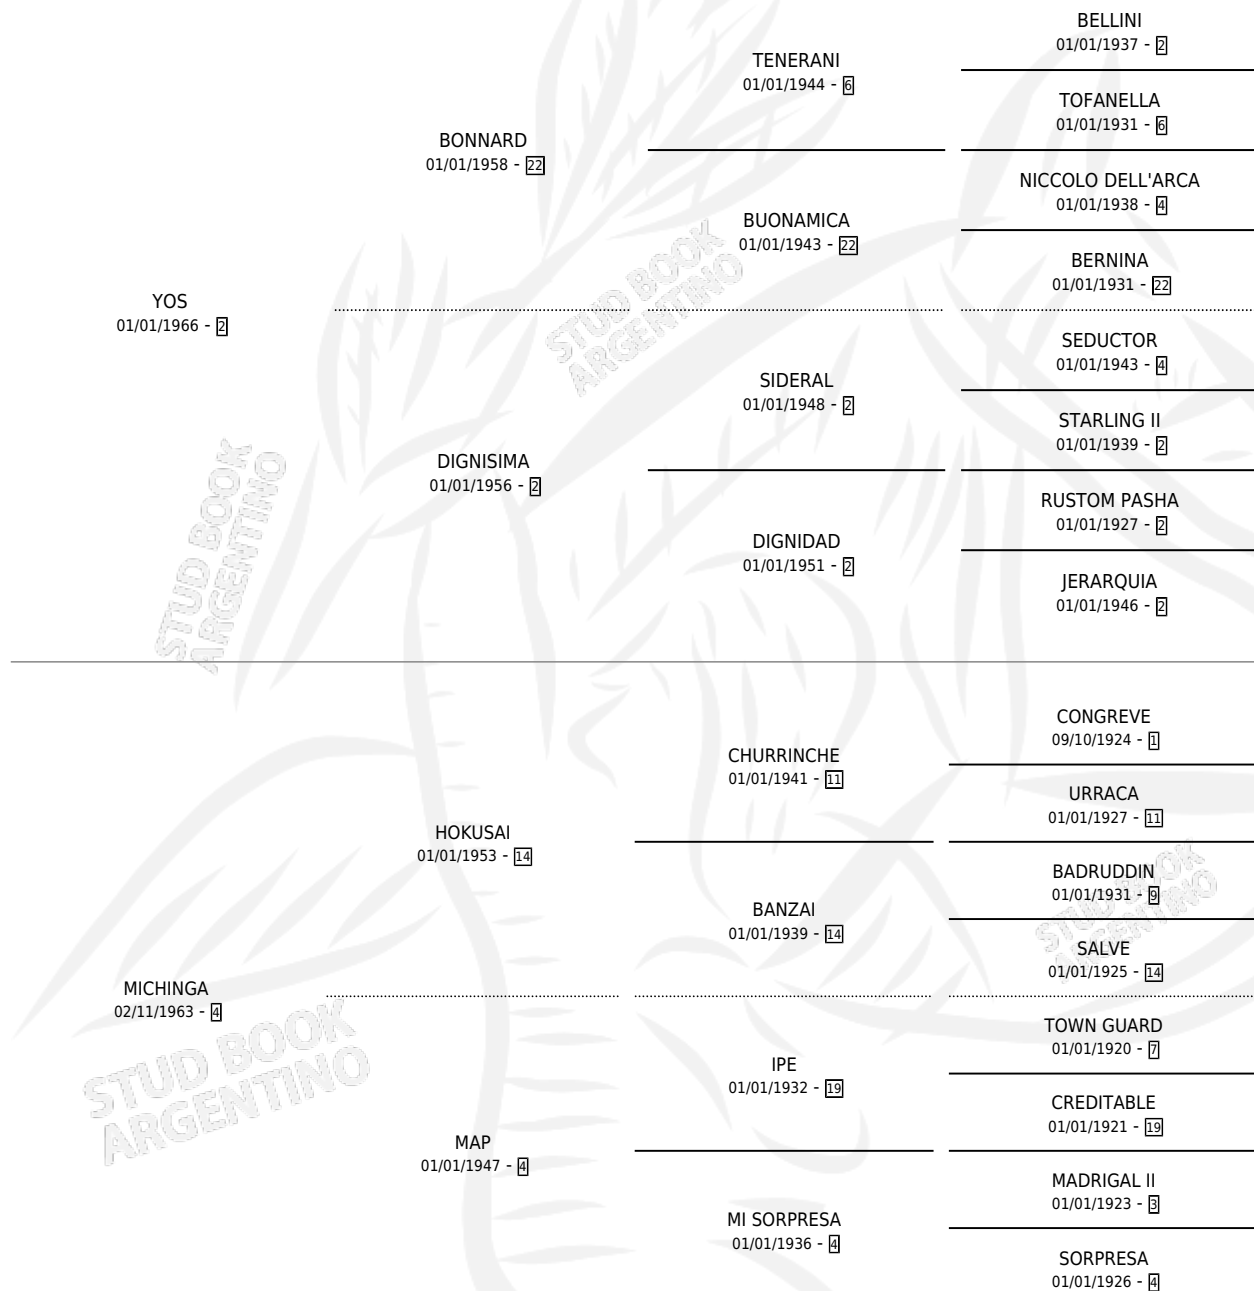 BELLINI
01/01/1937 - 2
TENERANI
01/01/1944 - 6
TOFANELLA
01/01/1931 - 6
BONNARD
01/01/1958 - 22
NICCOLO DELL'ARCA
01/01/1938 - 4
BUONAMICA
01/01/1943 - 22
BERNINA
01/01/1931 - 22
YOS
01/01/1966 - 2
SEDUCTOR
01/01/1943 - 4
SIDERAL
01/01/1948 - 2
STARLING II
01/01/1939 - 2
DIGNISIMA
01/01/1956 - 2
RUSTOM PASHA
01/01/1927 - 2
DIGNIDAD
01/01/1951 - 2
JERARQUIA
01/01/1946 - 2
CONGREVE
09/10/1924 - 1
CHURRINCHE
01/01/1941 - 11
URRACA
01/01/1927 - 11
HOKUSAI
01/01/1953 - 14
BADRUDDIN
01/01/1931 - 9
BANZAI
01/01/1939 - 14
SALVE
01/01/1925 - 14
MICHINGA
02/11/1963 - 4
TOWN GUARD
01/01/1920 - 7
IPE
01/01/1932 - 19
CREDITABLE
01/01/1921 - 19
MAP
01/01/1947 - 4
MADRIGAL II
01/01/1923 - 3
MI SORPRESA
01/01/1936 - 4
SORPRESA
01/01/1926 - 4
STUD BOOK
ARGENTINO
STUD BOOK
ARGENTINO
STUD BOOK
ARGENTINO
STUD BOOK
ARGENTINO